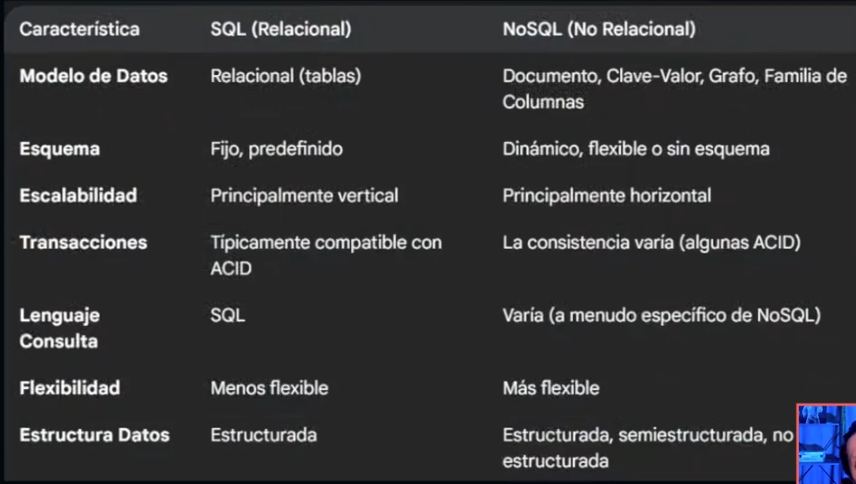 Característica SQL (Relacional) NoSQL (No Relacional)
Modelo de Datos Relacional (tablas) Documento, Clave-Valor, Grafo, Familia de
Columnas
Esquema Fijo, predefinido Dinámico, flexible o sin esquema
Escalabilidad Principalmente vertical Principalmente horizontal
Transacciones Típicamente compatible con La consistencia varía (algunas ACID)
ACID
Lenguaje SQL Varía (a menudo específico de NoSQL)
Consulta
Flexibilidad Menos flexible Más flexible
Estructura Datos Estructurada Estructurada, semiestructurada, no
estructurada